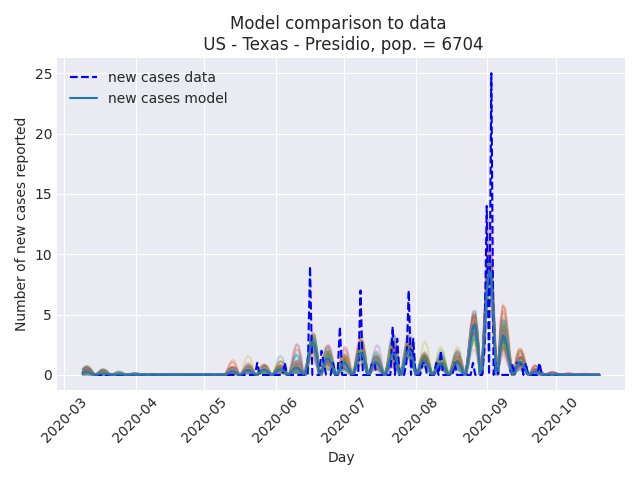 Model comparison to data
US - Texas - Presidio, pop. = 6704
new cases data
new cases model
Number of new cases reported
25
20
15
10
5
0
2020-03
2020-04
2020-05
2020-06
2020-07
2020-08
2020-09
2020-10
Day